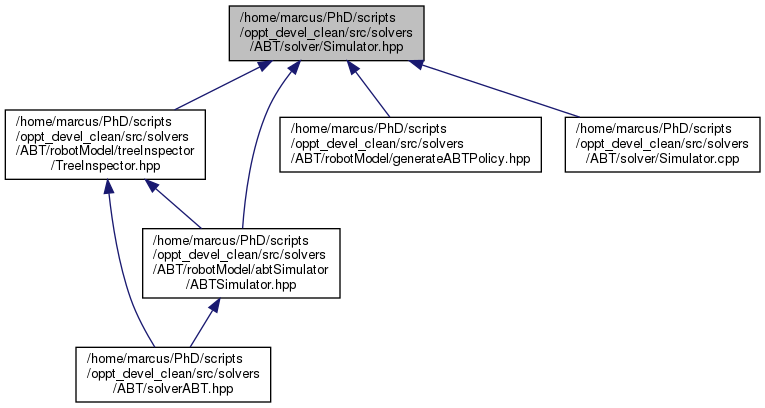 /home/marcus/PhD/scripts
/oppt_devel_clean/src/solvers
/ABT/solver/Simulator.hpp
/home/marcus/PhD/scripts
/oppt_devel_clean/src/solvers
/ABT/robotModel/treeInspector
/TreeInspector.hpp
/home/marcus/PhD/scripts
/oppt_devel_clean/src/solvers
/ABT/robotModel/generateABTPolicy.hpp
/home/marcus/PhD/scripts
/oppt_devel_clean/src/solvers
/ABT/solver/Simulator.cpp
/home/marcus/PhD/scripts
/oppt_devel_clean/src/solvers
/ABT/robotModel/abtSimulator
/ABTSimulator.hpp
/home/marcus/PhD/scripts
/oppt_devel_clean/src/solvers
/ABT/solverABT.hpp